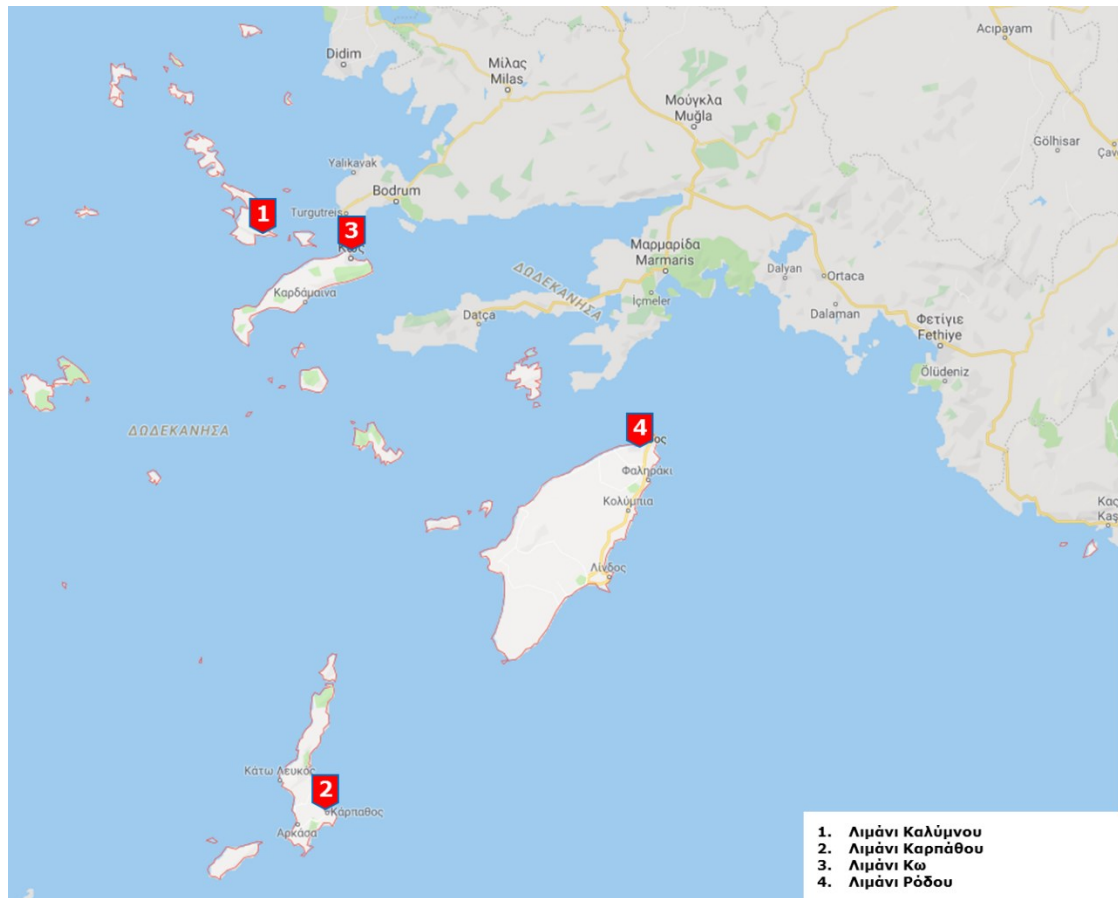 Acıpayam
Didim
Μίλας
Milas
Μούγκλα
Muğla
Gölhisar
Yalıkavak
Bodrum
1
Turgutreis
3
Μαρμαρίδα
Marmaris
ΔΩΔΕΚΑΝΗΣΑ
Dalyan
Ortaca
Καρδάμαινα
İçmeler
Datça
Dalaman
Φετίγιε
Fethiye
Ölüdeniz
ΔΩΔΕΚΑΝΗΣΑ
4
Φαληράκι
Κολύμπια
Λίνδος
Κάτω Λευκός
2
Κάρπαθος
Αρκάσα
1. Λιμάνι Καλύμνου
2. Λιμάνι Καρπάθου
3. Λιμάνι Κω
4. Λιμάνι Ρόδου